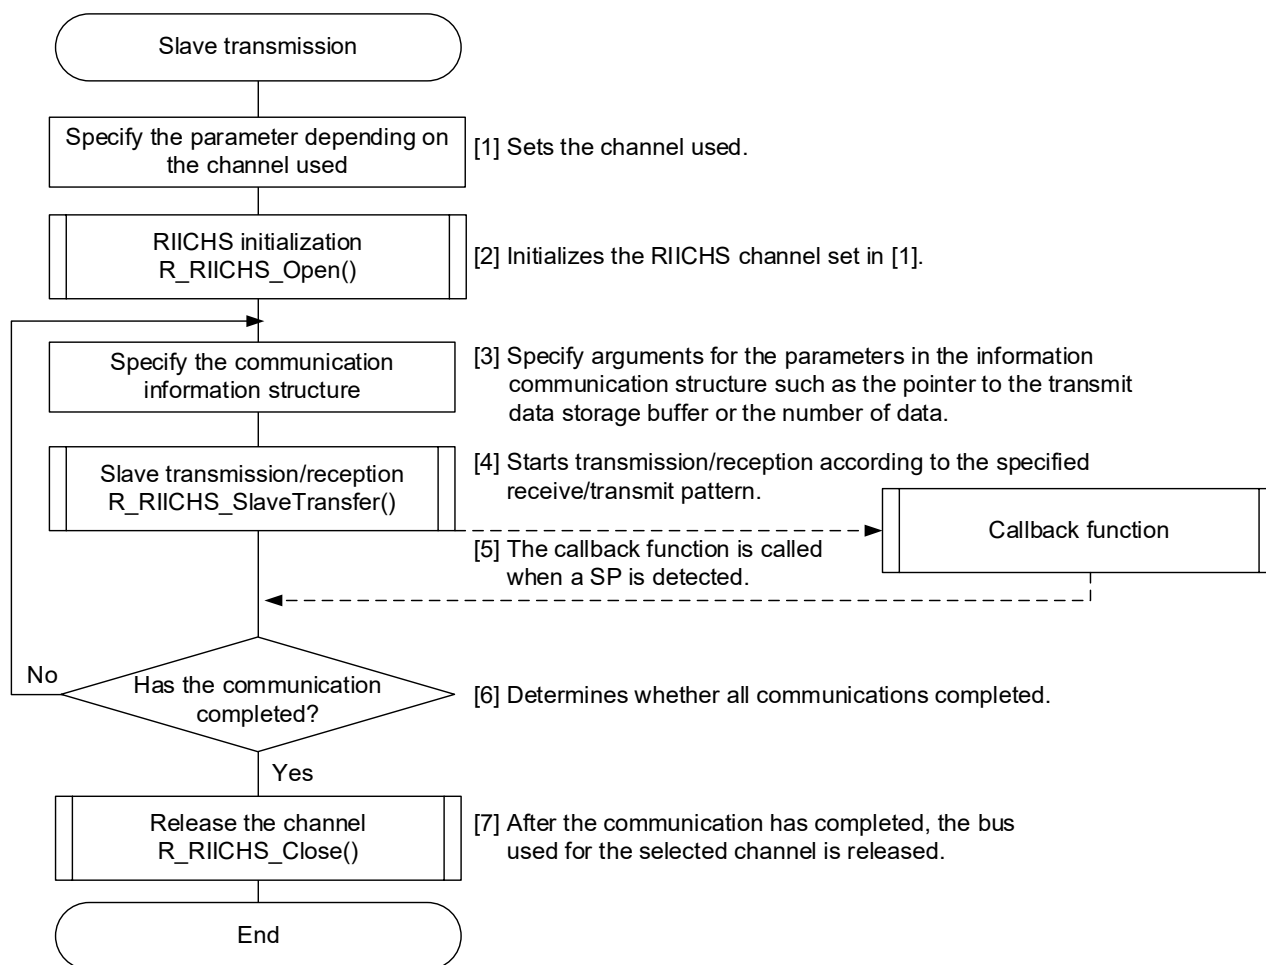 Slave transmission
Specify the parameter depending on
the channel used
[1] Sets the channel used.
RIICHS initialization
R_RIICHS_Open()
[2] Initializes the RIICHS channel set in [1].
Specify the communication
information structure
[3] Specify arguments for the parameters in the information
communication structure such as the pointer to the transmit
data storage buffer or the number of data.
Slave transmission/reception
R_RIICHS_SlaveTransfer()
[4] Starts transmission/reception according to the specified
receive/transmit pattern.
Callback function
[5] The callback function is called
when a SP is detected.
No
Has the communication
completed?
[6] Determines whether all communications completed.
Yes
Release the channel
R_RIICHS_Close()
[7] After the communication has completed, the bus
used for the selected channel is released.
End